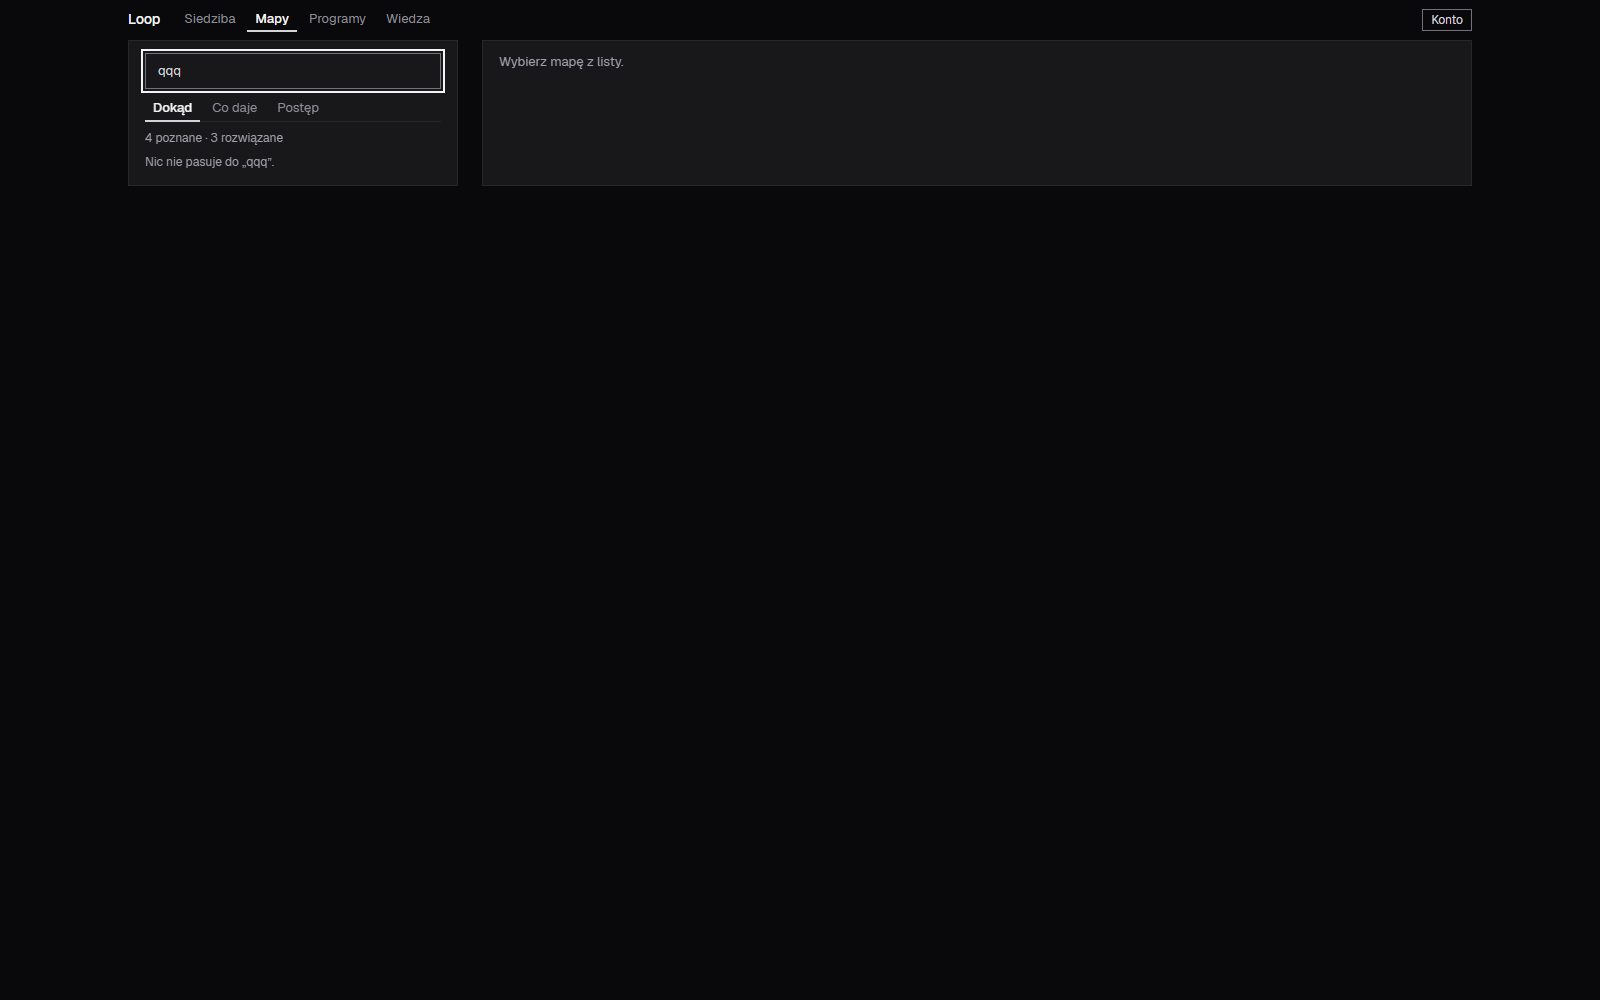 Loop Siedziba Mapy Programy Wiedza Konto
qqq
Dokąd Co daje Postęp
4 poznane · 3 rozwiązane
Nic nie pasuje do „qqq”.
Wybierz mapę z listy.